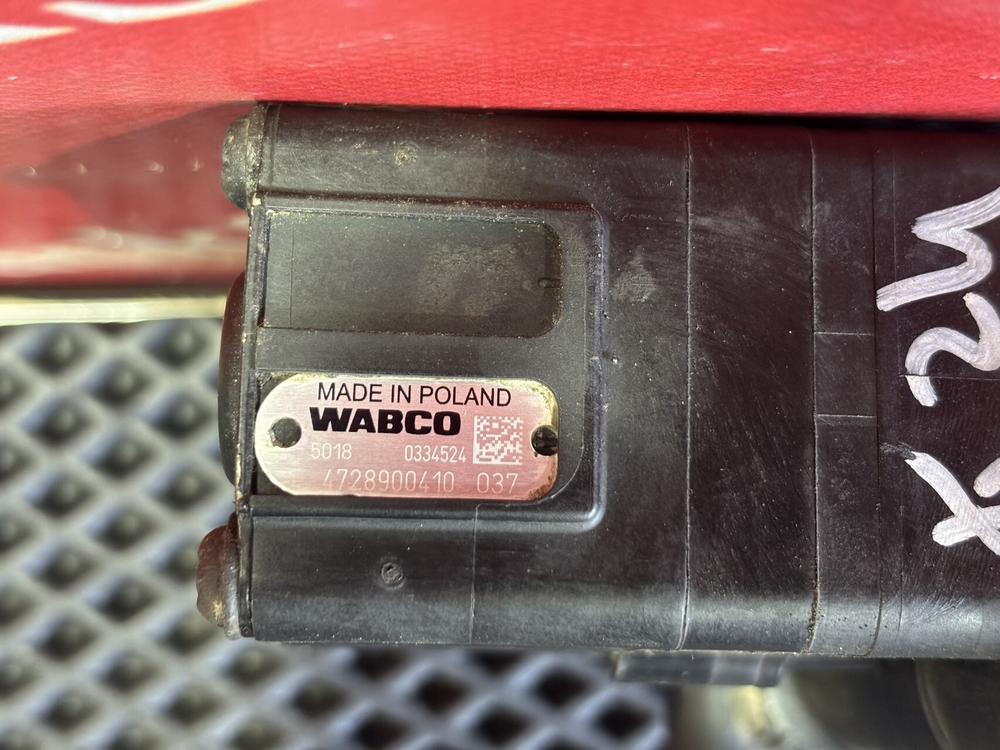 MADE IN POLAND
WABCO
5018 0334524
4728900410 037